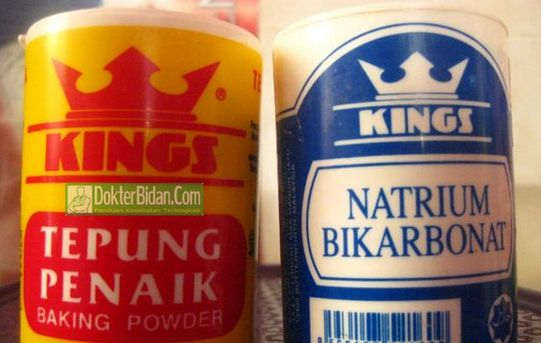 KINGS
DokterBidan.Com
TEPUNG
PENAIK
BAKING POWDER
KINGS
NATRIUM
BIKARBONAT